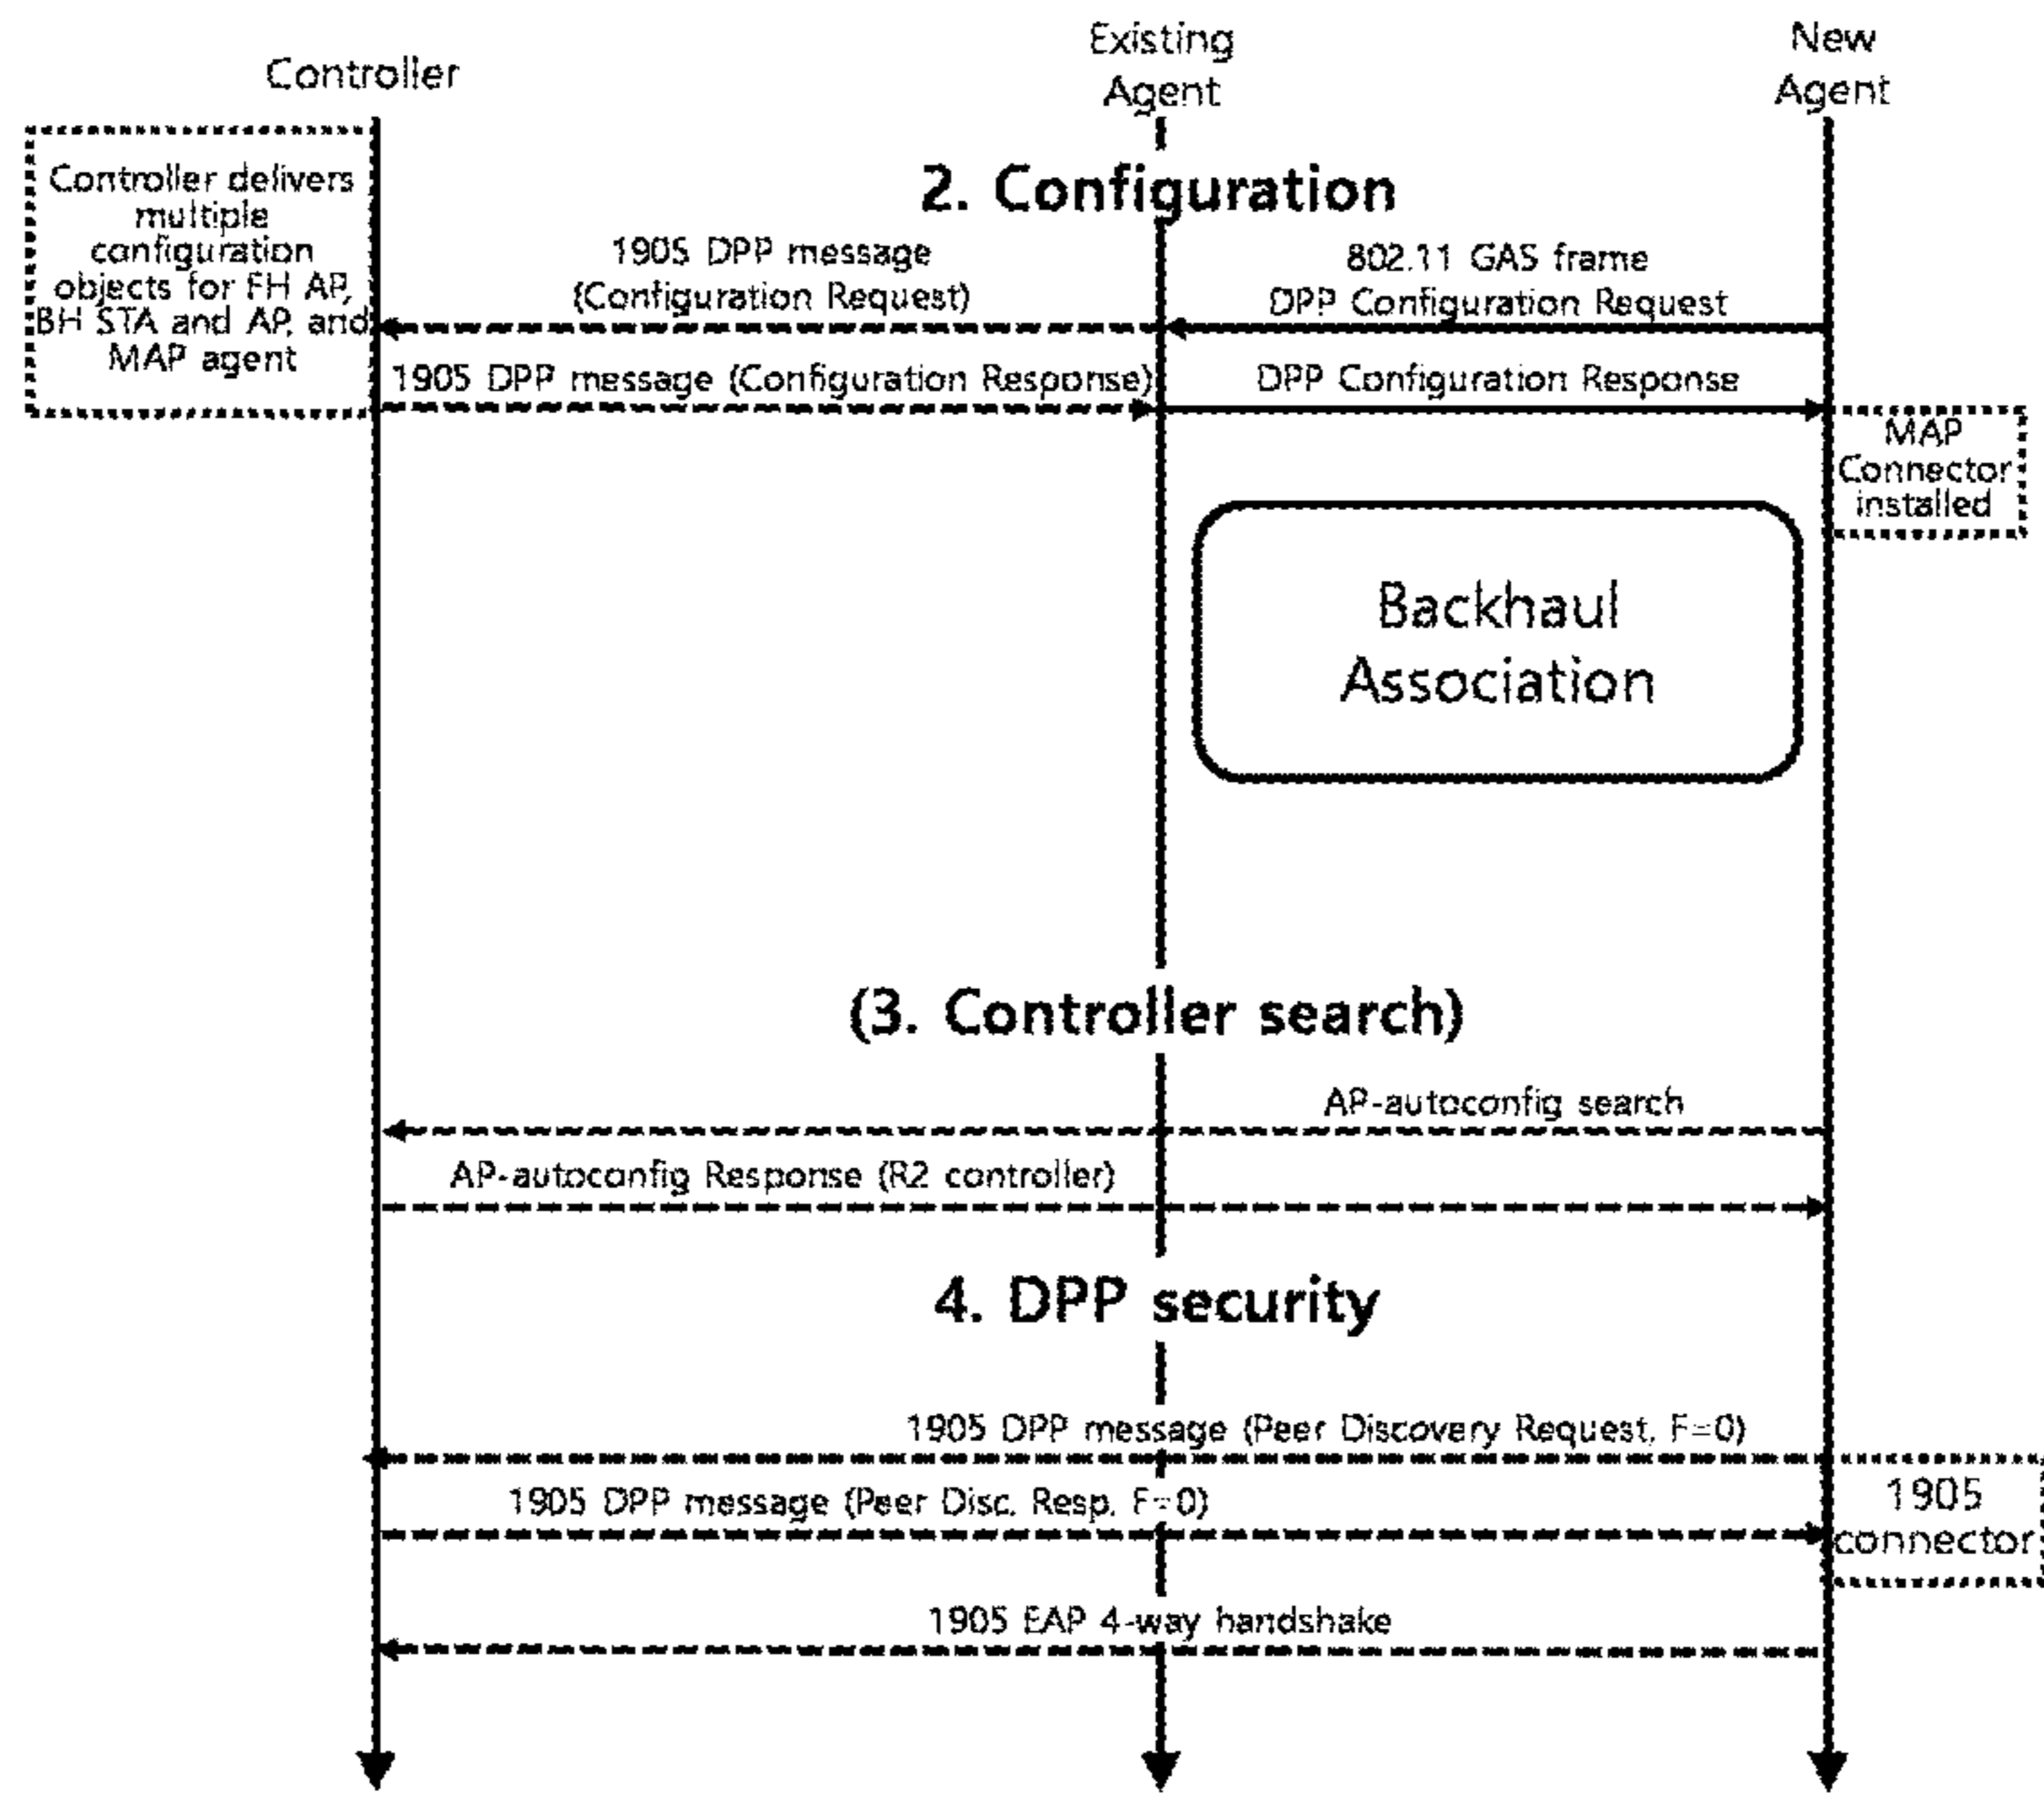 Controller
Existing
Agent
New
Agent
Controller delivers
multiple
configuration
objects for FH AP,
BH STA and AP, and
MAP agent
2. Configuration
1905 DPP message
(Configuration Request)
802.11 GAS frame
DPP Configuration Request
1905 DPP message (Configuration Response)
DPP Configuration Response
MAP
Connector
installed
Backhaul
Association
(3. Controller search)
AP-autoconfig search
AP-autoconfig Response (R2 controller)
4. DPP security
1905 DPP message (Peer Discovery Request, F=0)
1905 DPP message (Peer Disc. Resp. F=0)
1905
connector
1905 EAP 4-way handshake